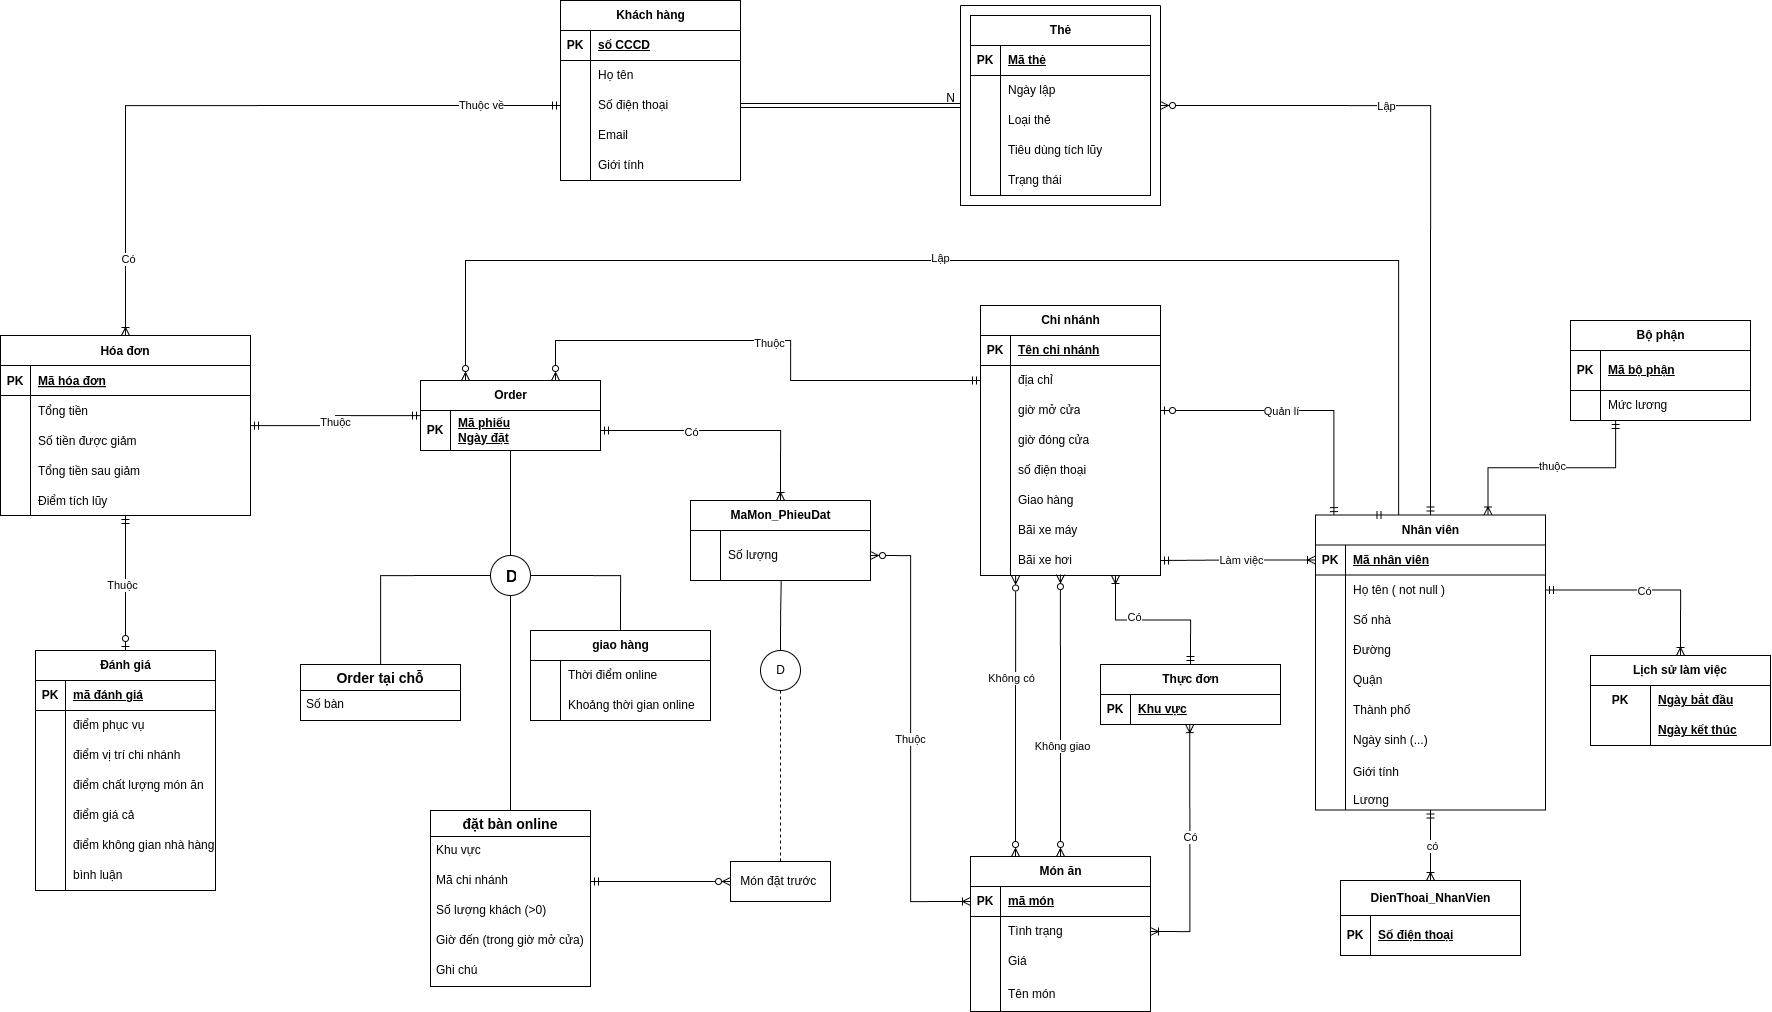 Khách hàng
PK số CCCD
Họ tên
Số điện thoại
Email
Giới tính
N
Thẻ
PK Mã thẻ
Ngày lập
Loại thẻ
Tiêu dùng tích lũy
Trạng thái
Thuộc về
Lập
Có
Lập
Hóa đơn
PK Mã hóa đơn
Tổng tiền
Số tiền được giảm
Tổng tiền sau giảm
Điểm tích lũy
Thuộc
Order
PK Mã phiếu
Ngày đặt
Thuộc
Có
Chi nhánh
PK Tên chi nhánh
địa chỉ
giờ mở cửa
giờ đóng cửa
số điện thoại
Giao hàng
Bãi xe máy
Bãi xe hơi
Quản lí
Làm việc
Bộ phận
PK Mã bộ phận
Mức lương
thuộc
MaMon_PhieuDat
Số lượng
Nhân viên
PK Mã nhân viên
Họ tên ( not null )
Số nhà
Đường
Quận
Thành phố
Ngày sinh (...)
Giới tính
Lương
Có
Lịch sử làm việc
PK Ngày bắt đầu
Ngày kết thúc
Thuộc
Đánh giá
PK mã đánh giá
điểm phục vụ
điểm vị trí chi nhánh
điểm chất lượng món ăn
điểm giá cả
điểm không gian nhà hàng
bình luận
D
Order tại chỗ
Số bàn
giao hàng
Thời điểm online
Khoảng thời gian online
D
Có
Không có
Không giao
Thực đơn
PK Khu vực
Thuộc
Có
đặt bàn online
Khu vực
Mã chi nhánh
Số lượng khách (>0)
Giờ đến (trong giờ mở cửa)
Ghi chú
Món đặt trước
Món ăn
PK mã món
Tình trạng
Giá
Tên món
có
DienThoai_NhanVien
PK Số điện thoại